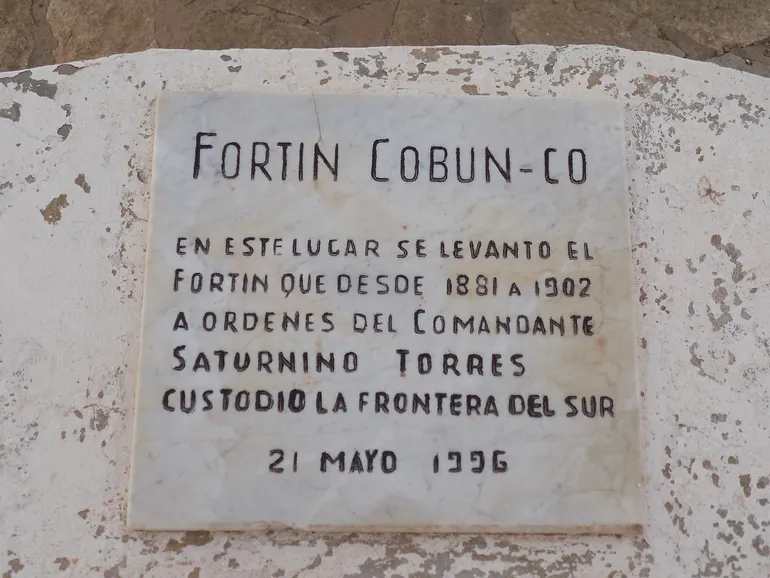 FORTIN COBUN-CO
EN ESTE LUGAR SE LEVANTO EL
FORTIN QUE DESDE 1881 A 1902
A ORDENES DEL COMANDANTE
SATURNINO TORRES
CUSTODIO LA FRONTERA DEL SUR
21 MAYO 1996